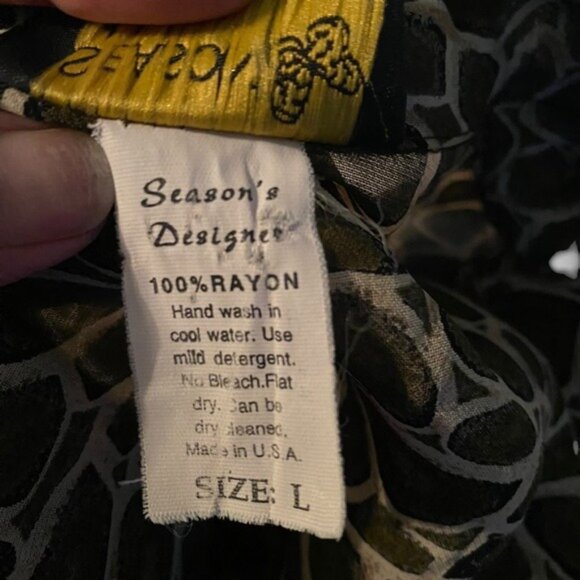 SEASON'S
Season's
Designer
100% RAYON
Hand wash in
cool water. Use
mild detergent.
No Bleach.Flat
dry. Can be
dry cleaned.
Made in U.S.A.
SIZE: L